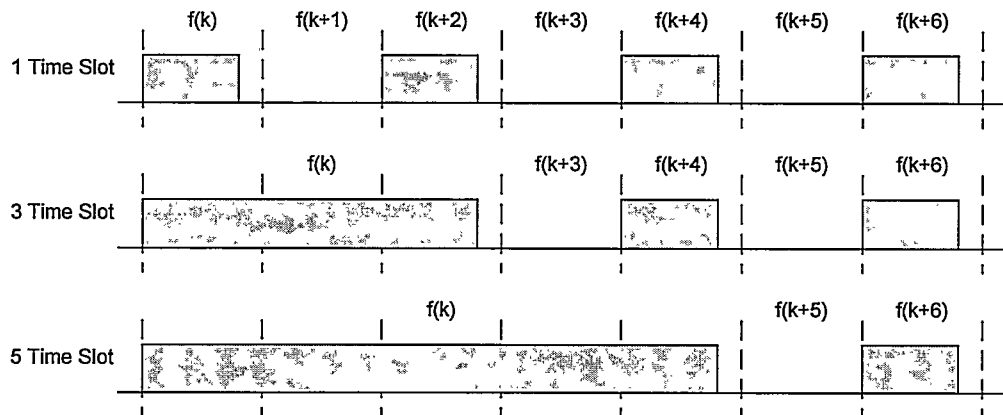 f(k) f(k+1) f(k+2) f(k+3) f(k+4) f(k+5) f(k+6)
1 Time Slot
f(k) f(k+3) f(k+4) f(k+5) f(k+6)
3 Time Slot
f(k) f(k+5) f(k+6)
5 Time Slot